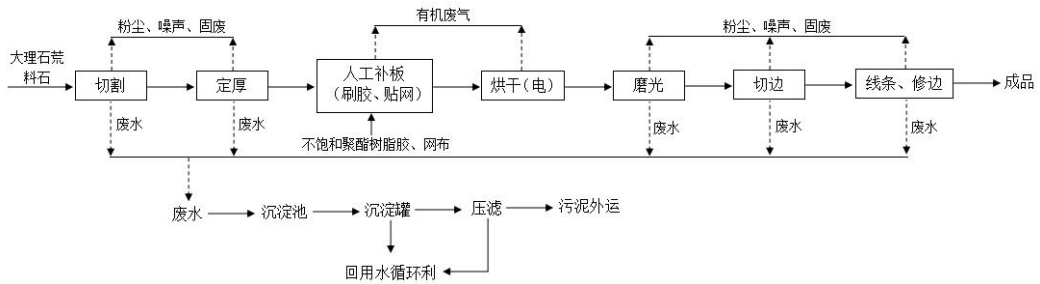 粉尘、噪声、固废
有机废气
粉尘、噪声、固废
大理石荒
料石
切割
定厚
人工补板
（刷胶、贴网）
烘干（电）
磨光
切边
线条、修边
成品
废水
废水
废水
废水
废水
不饱和聚酯树脂胶、网布
废水
沉淀池
沉淀罐
压滤
污泥外运
回用水循环利